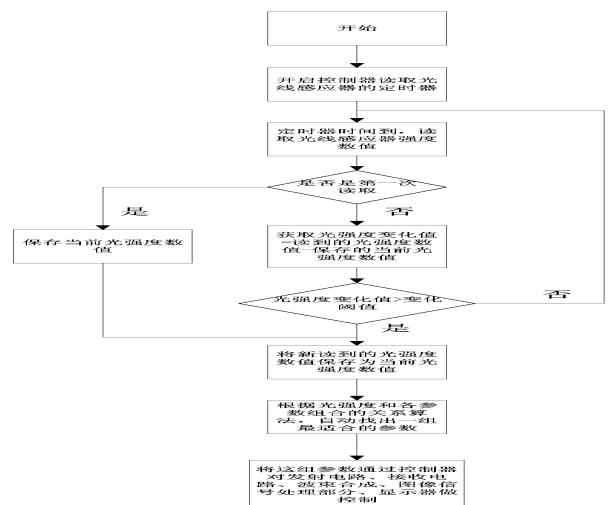 开始
开启控制器读取光
线感应器的定时器
定时器时间到，读
取光线感应器强度
数值
是否是第一次
读取
是
否
保存当前光强度数
值
获取光强度变化值
=读到的光强度数
值-保存的当前光
强度数值
光强度变化值>变化
阈值
否
是
将新读到的光强度
数值保存为当前光
强度数值
根据光强度和各参
数组合的关系算
法，自动找出一组
最适合的参数
将这组参数通过控制器
对发射电路、接收电
路、波束合成、图像信
号处理部分、显示器做
控制